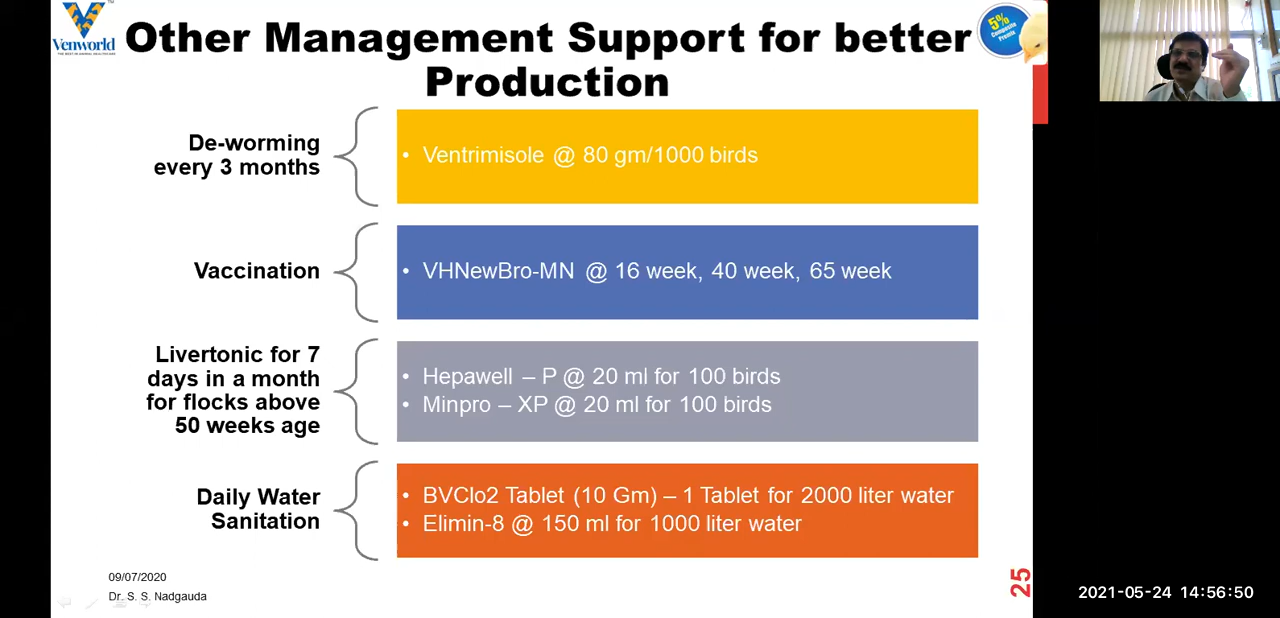 Venworld
TM
Other Management Support for better
Production
5%
Composite
Premix
De-worming
every 3 months
• Ventrimisole @ 80 gm/1000 birds
Vaccination
• VHNewBro-MN @ 16 week, 40 week, 65 week
Livertonic for 7
days in a month
for flocks above
50 weeks age
• Hepawell – P @ 20 ml for 100 birds
• Minpro – XP @ 20 ml for 100 birds
Daily Water
Sanitation
• BVClo2 Tablet (10 Gm) – 1 Tablet for 2000 liter water
• Elimin-8 @ 150 ml for 1000 liter water
09/07/2020
Dr. S. S. Nadgauda
25
2021-05-24 14:56:50